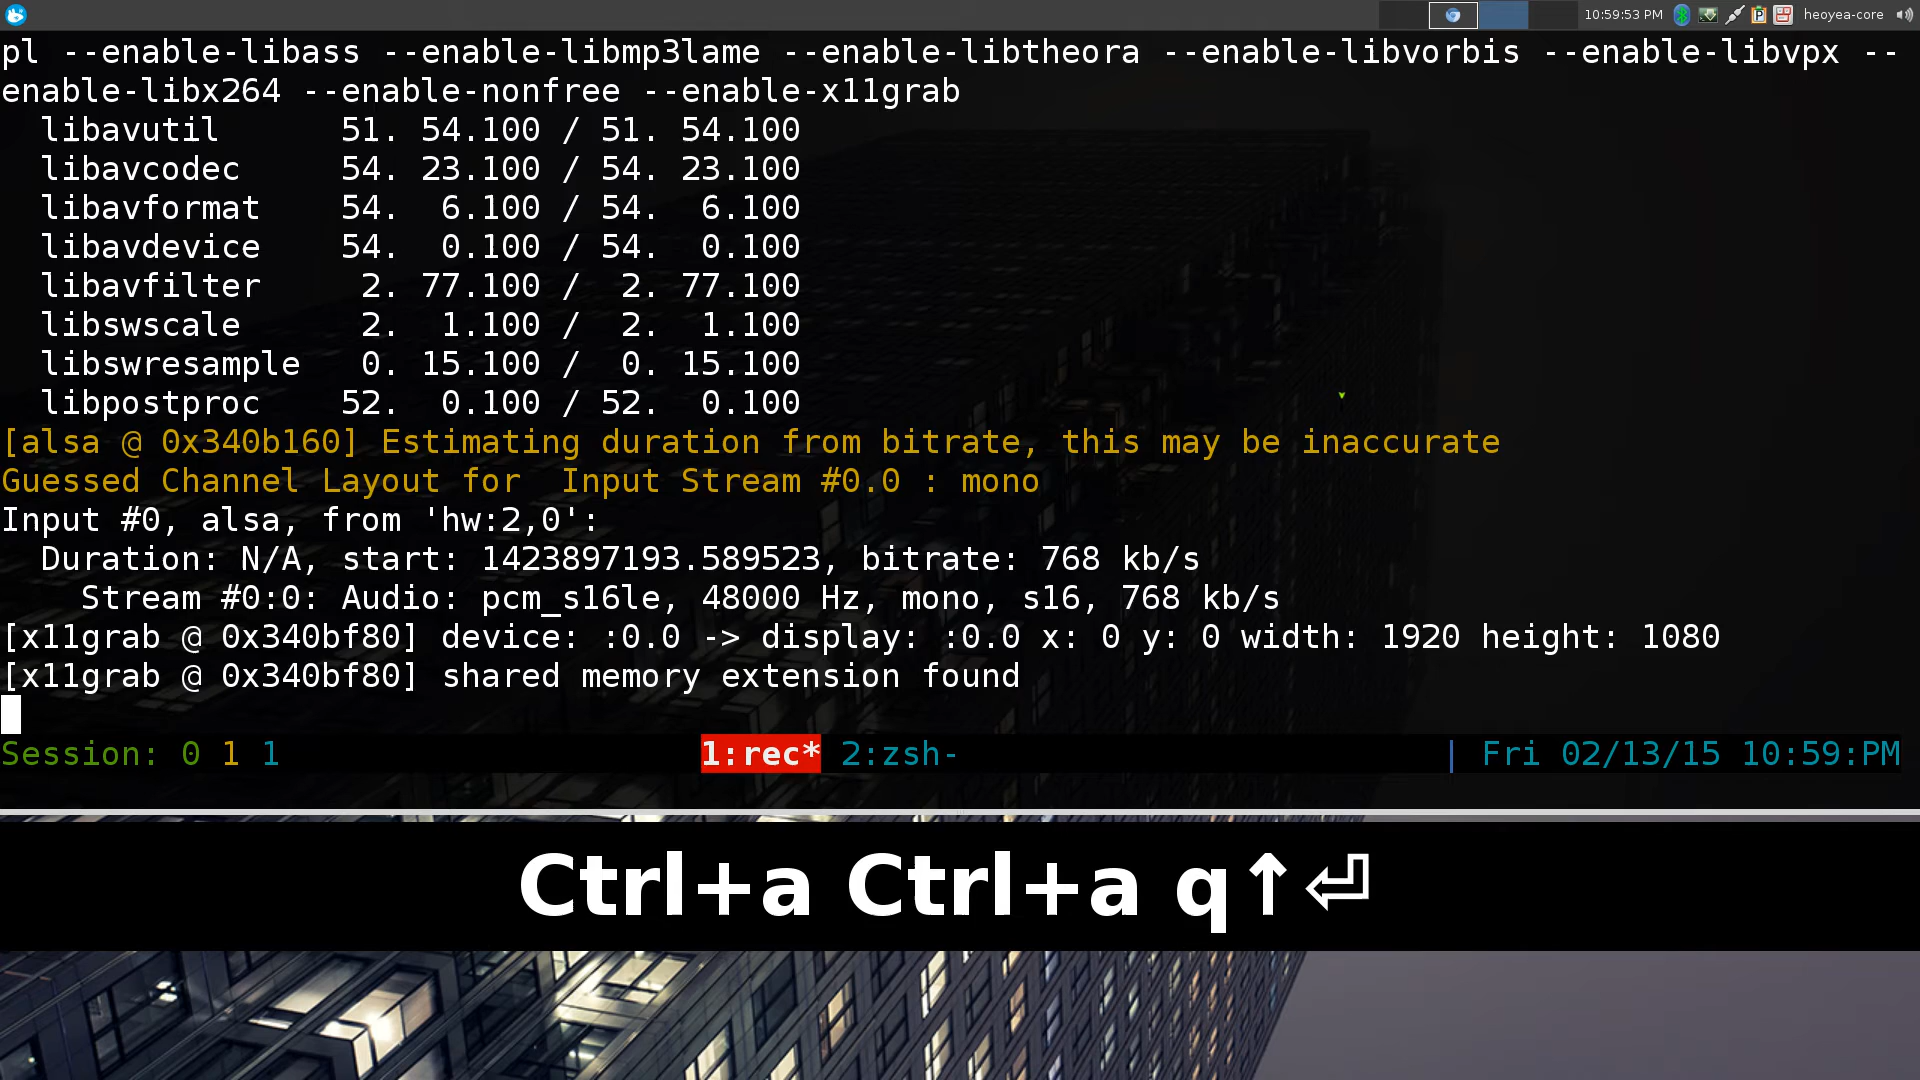 10:59:53 PM heoyea-core
pl --enable-libass --enable-libmp3lame --enable-libtheora --enable-libvorbis --enable-libvpx --
enable-libx264 --enable-nonfree --enable-x11grab
  libavutil      51. 54.100 / 51. 54.100
  libavcodec     54. 23.100 / 54. 23.100
  libavformat    54.  6.100 / 54.  6.100
  libavdevice    54.  0.100 / 54.  0.100
  libavfilter     2. 77.100 /  2. 77.100
  libswscale      2.  1.100 /  2.  1.100
  libswresample   0. 15.100 /  0. 15.100
  libpostproc    52.  0.100 / 52.  0.100
[alsa @ 0x340b160] Estimating duration from bitrate, this may be inaccurate
Guessed Channel Layout for  Input Stream #0.0 : mono
Input #0, alsa, from 'hw:2,0':
  Duration: N/A, start: 1423897193.589523, bitrate: 768 kb/s
    Stream #0:0: Audio: pcm_s16le, 48000 Hz, mono, s16, 768 kb/s
[x11grab @ 0x340bf80] device: :0.0 -> display: :0.0 x: 0 y: 0 width: 1920 height: 1080
[x11grab @ 0x340bf80] shared memory extension found
Session: 0 1 1 1:rec* 2:zsh- | Fri 02/13/15 10:59:PM
Ctrl+a Ctrl+a q↑⏎